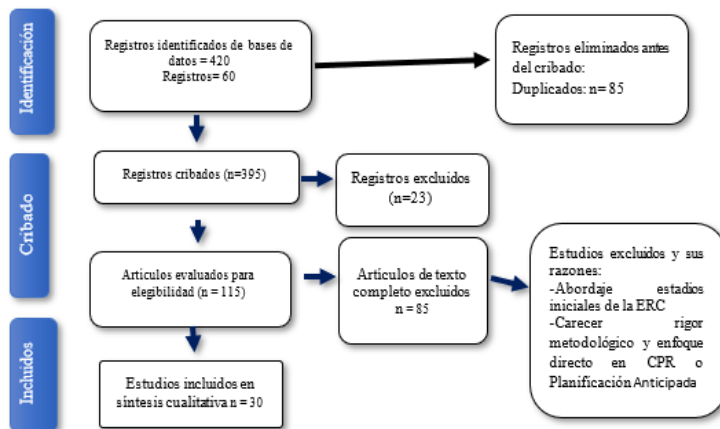 Identificación
Registros identificados de bases de
datos = 420
Registros= 60
Registros eliminados antes
del cribado:
Duplicados: n= 85
Cribado
Registros cribados (n=395)
Registros excluidos
(n=23)
Artículos evaluados para
elegibilidad (n = 115)
Artículos de texto
completo excluidos
n = 85
Estudios excluidos y sus
razones:
-Abordaje estadios
iniciales de la ERC
-Carecer rigor
metodológico y enfoque
directo en CPR o
Planificación Anticipada
Incluidos
Estudios incluidos en
síntesis cualitativa n = 30